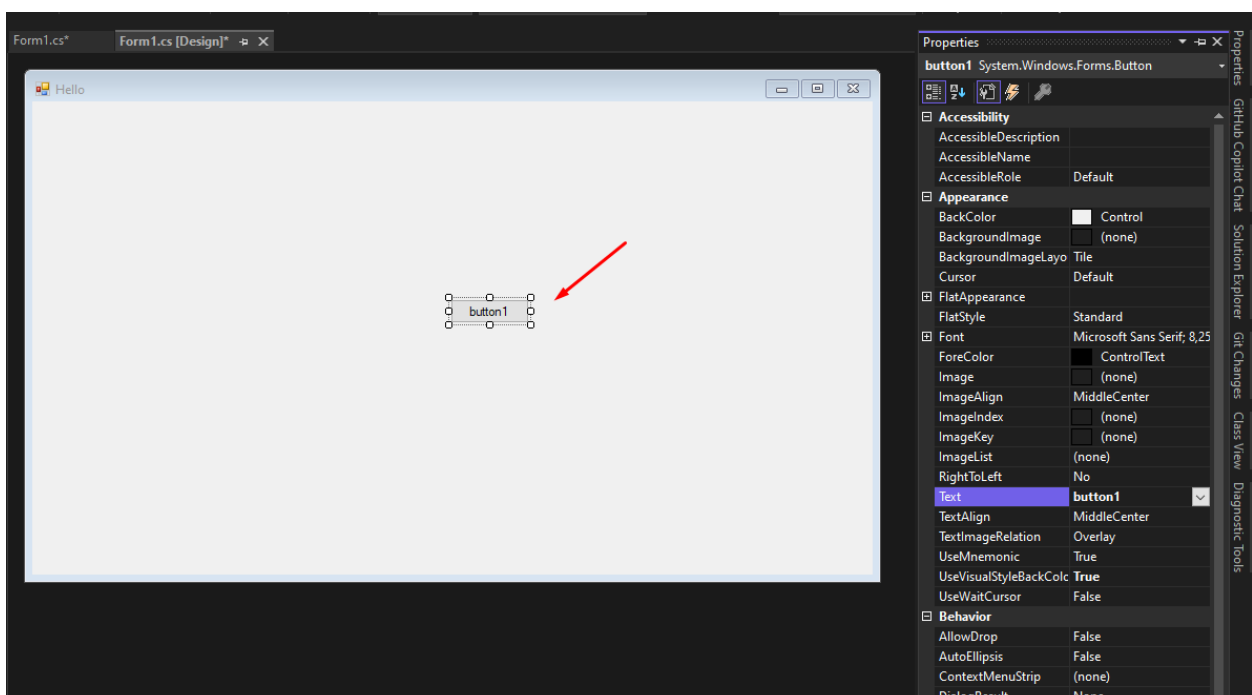 Form1.cs*
Form1.cs [Design]*
Hello
button1
Properties
button1 System.Windows.Forms.Button
Accessibility
AccessibleDescription
AccessibleName
AccessibleRole Default
Appearance
BackColor Control
BackgroundImage (none)
BackgroundImageLayo Tile
Cursor Default
FlatAppearance
FlatStyle Standard
Font Microsoft Sans Serif; 8,25
ForeColor ControlText
Image (none)
ImageAlign MiddleCenter
ImageIndex (none)
ImageKey (none)
ImageList (none)
RightToLeft No
Text button1
TextAlign MiddleCenter
TextImageRelation Overlay
UseMnemonic True
UseVisualStyleBackColo True
UseWaitCursor False
Behavior
AllowDrop False
AutoEllipsis False
ContextMenuStrip (none)
Properties
GitHub Copilot Chat
Solution Explorer
Git Changes
Class View
Diagnostic Tools